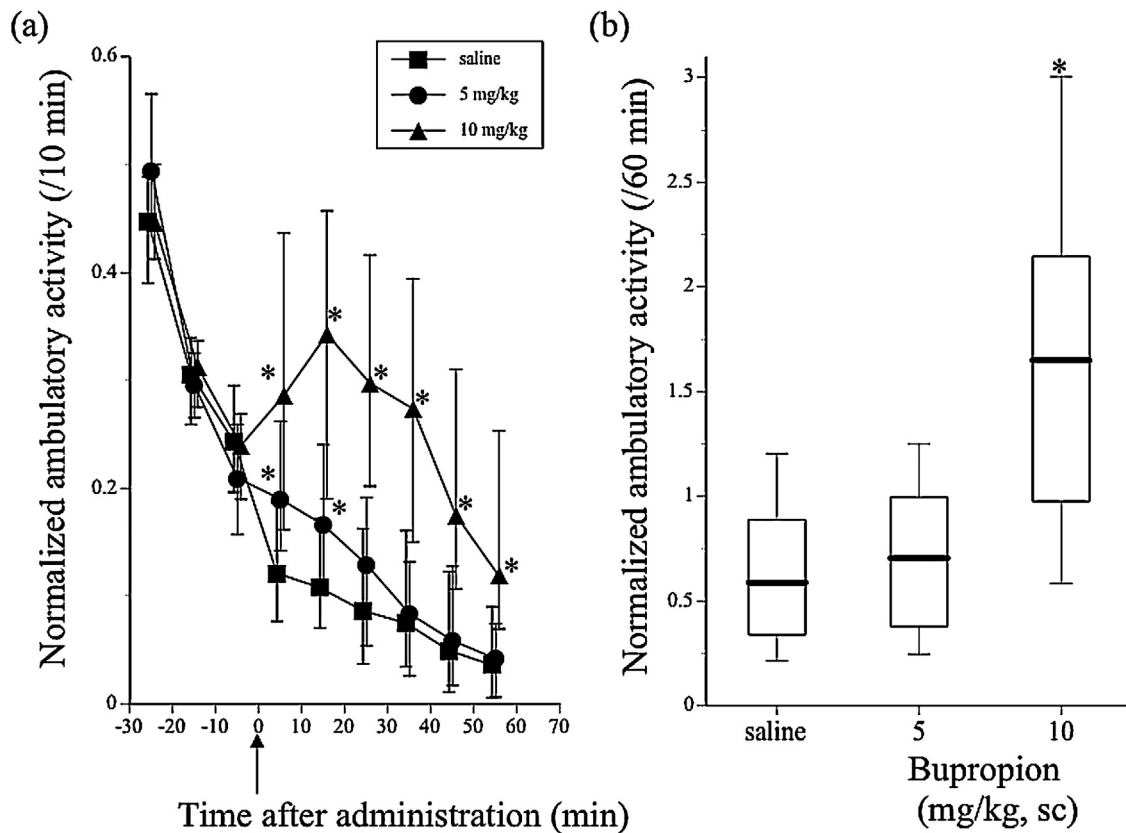 (a)
Normalized ambulatory activity (/10 min)
0.6
0.4
0.2
0
saline
5 mg/kg
10 mg/kg
*
*
*
*
*
*
*
*
-30 -20 -10 0 10 20 30 40 50 60 70
Time after administration (min)
(b)
Normalized ambulatory activity (/60 min)
3
2.5
2
1.5
1
0.5
0
*
saline 5 10
Bupropion
(mg/kg, sc)